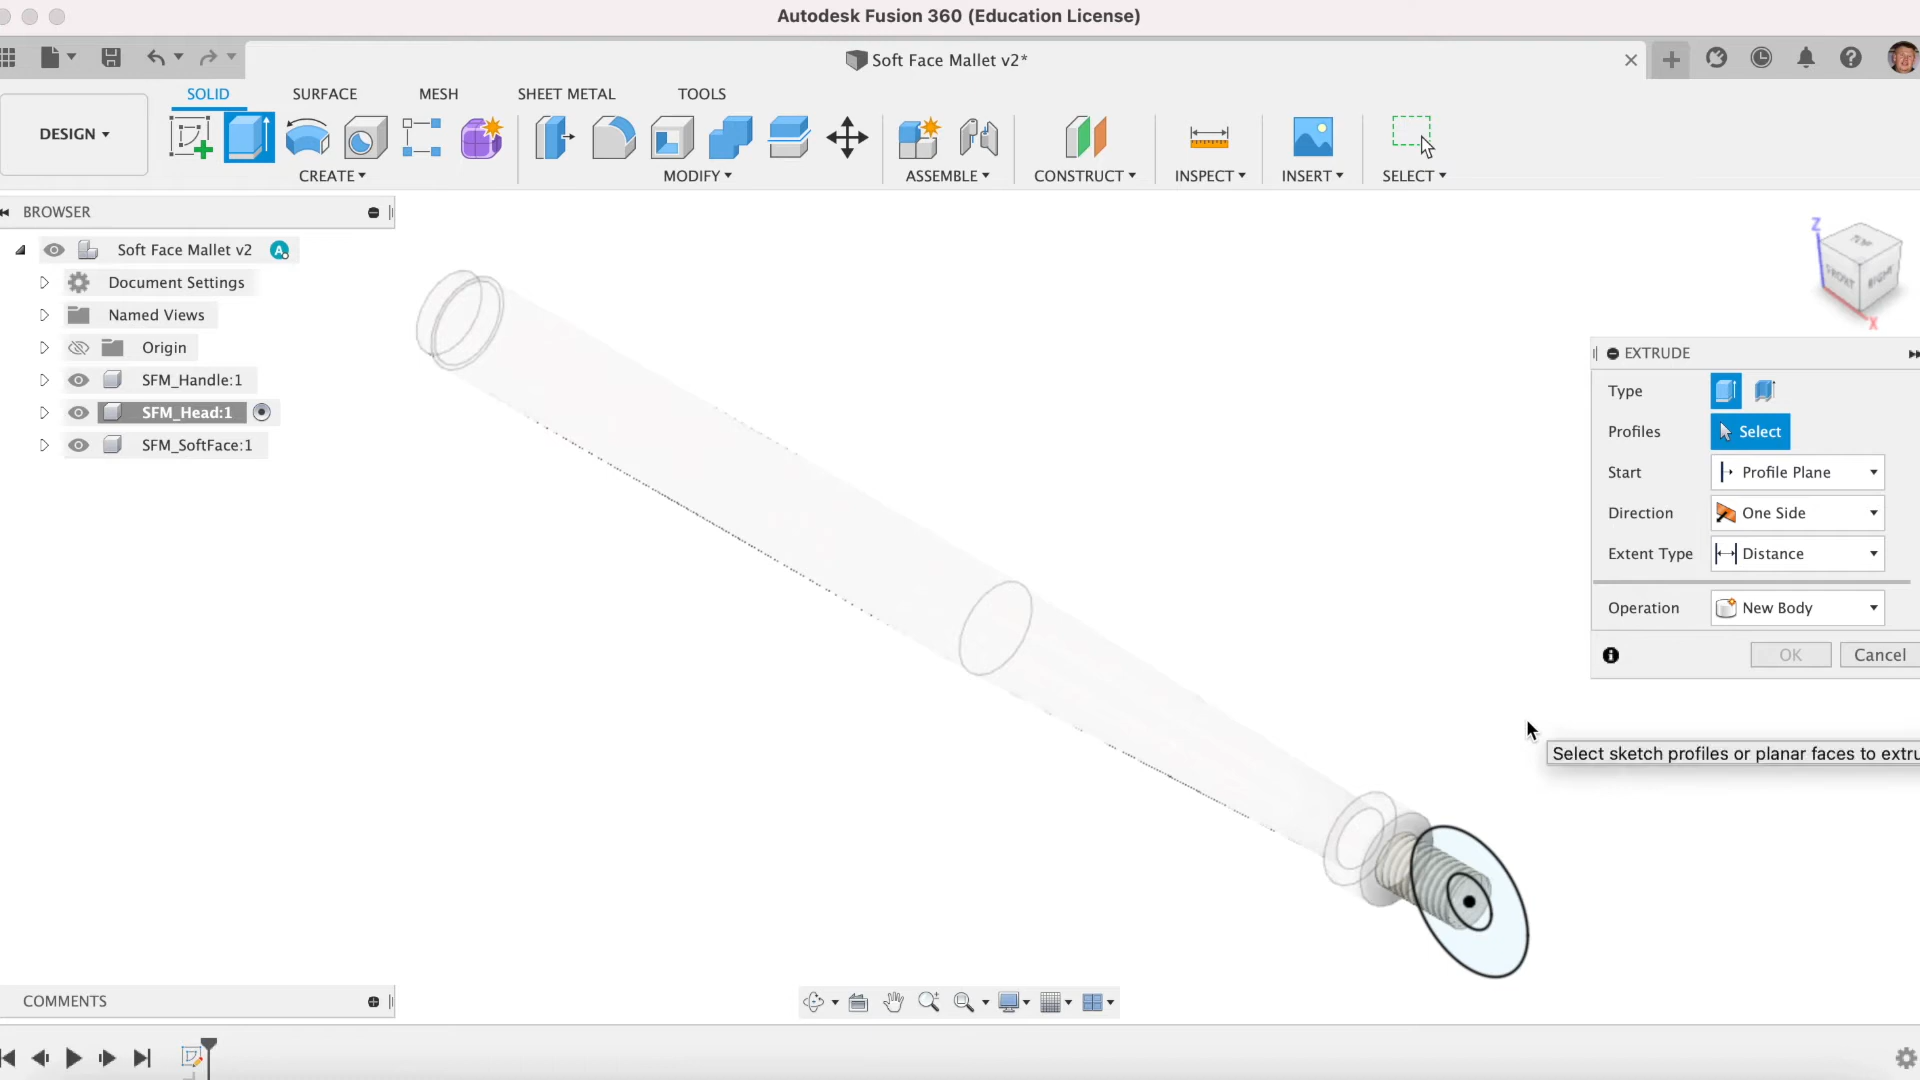 Autodesk Fusion 360 (Education License)
Soft Face Mallet v2*
SOLID
SURFACE
MESH
SHEET METAL
TOOLS
DESIGN
CREATE
MODIFY
ASSEMBLE
CONSTRUCT
INSPECT
INSERT
SELECT
BROWSER
Soft Face Mallet v2
A
Document Settings
Named Views
Origin
SFM_Handle:1
SFM_Head:1
SFM_SoftFace:1
Z
TOP
FRONT
RIGHT
X
EXTRUDE
Type
Profiles
Select
Start
Profile Plane
Direction
One Side
Extent Type
Distance
Operation
New Body
OK
Cancel
Select sketch profiles or planar faces to extru
COMMENTS